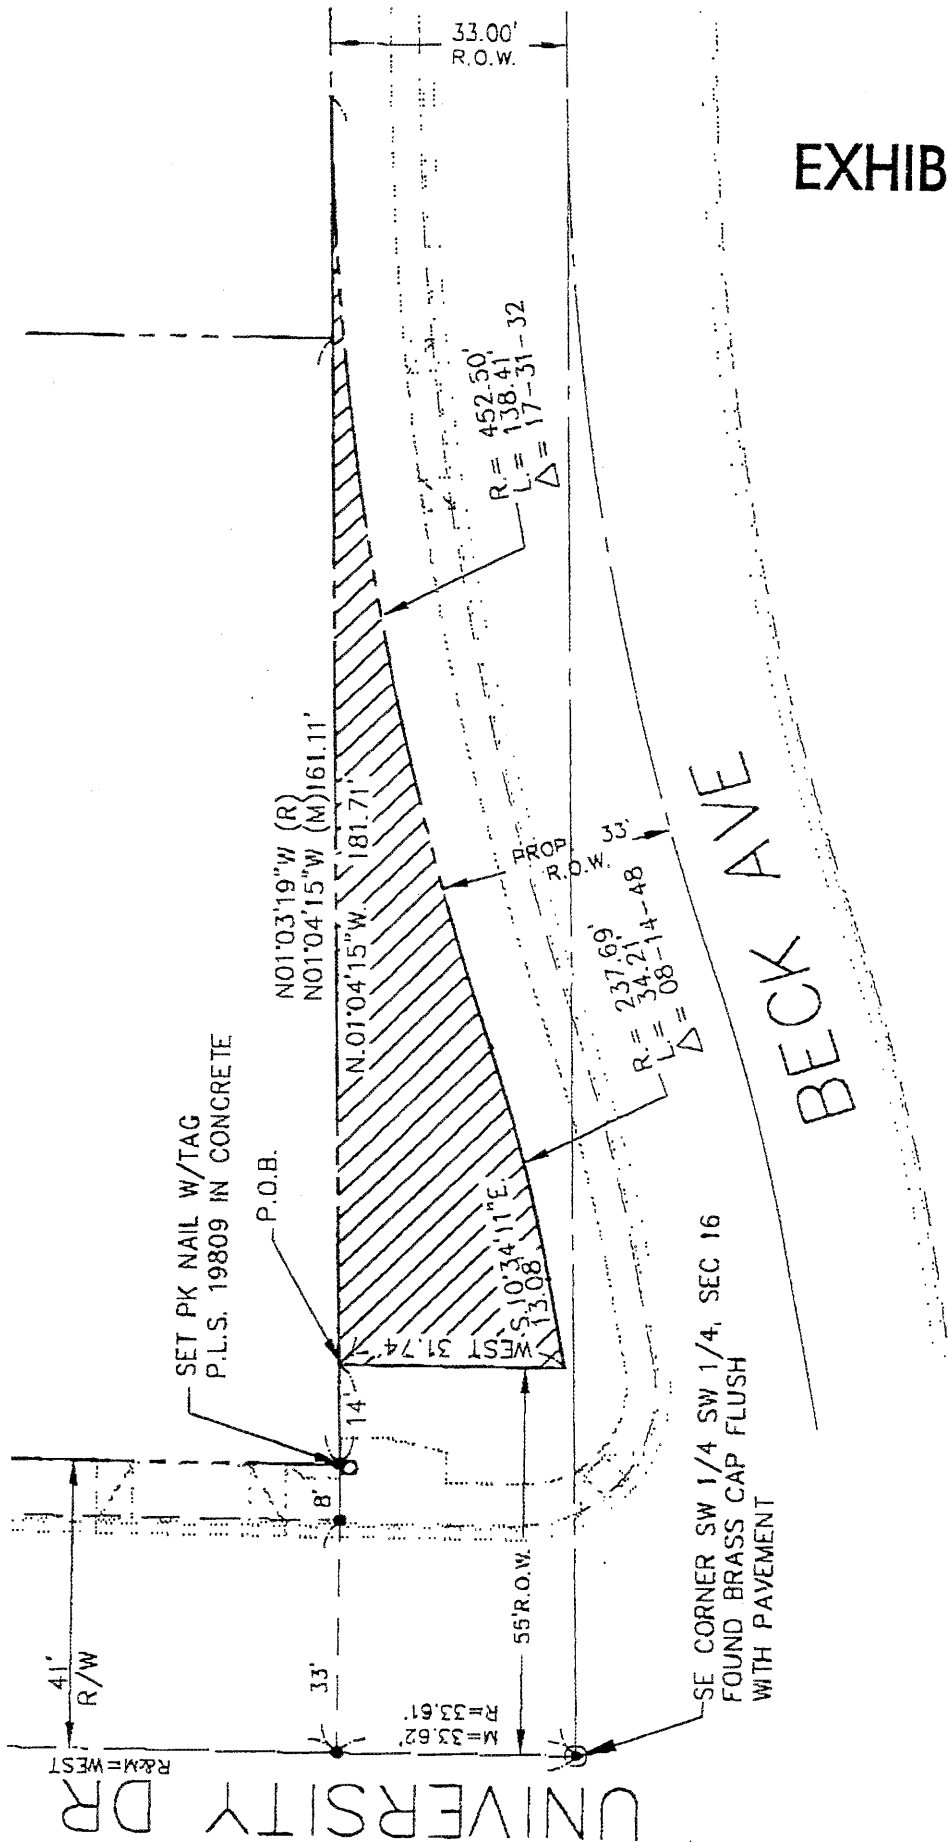 33.00'
R.O.W.
EXHIB
R.= 452.50'
L.= 138.41'
Δ= 17-31-32
N01°03'19"W (R)
N01°04'15"W (M)161.11'
N.01°04'15"W. 181.71'
PROP 33'
R.O.W.
R.= 237.69'
L.= 34.21'
Δ= 08-14-48
BECK AVE
SET PK NAIL W/TAG
P.L.S. 19809 IN CONCRETE
P.O.B.
S.10°34'11"E.
13.08'
WEST 31.74'
14'
8'
33'
41'
R/W
55'R.O.W.
M=33.62'
R=33.61'
R&M=WEST
SE CORNER SW 1/4 SW 1/4, SEC 16
FOUND BRASS CAP FLUSH
WITH PAVEMENT
UNIVERSITY DR